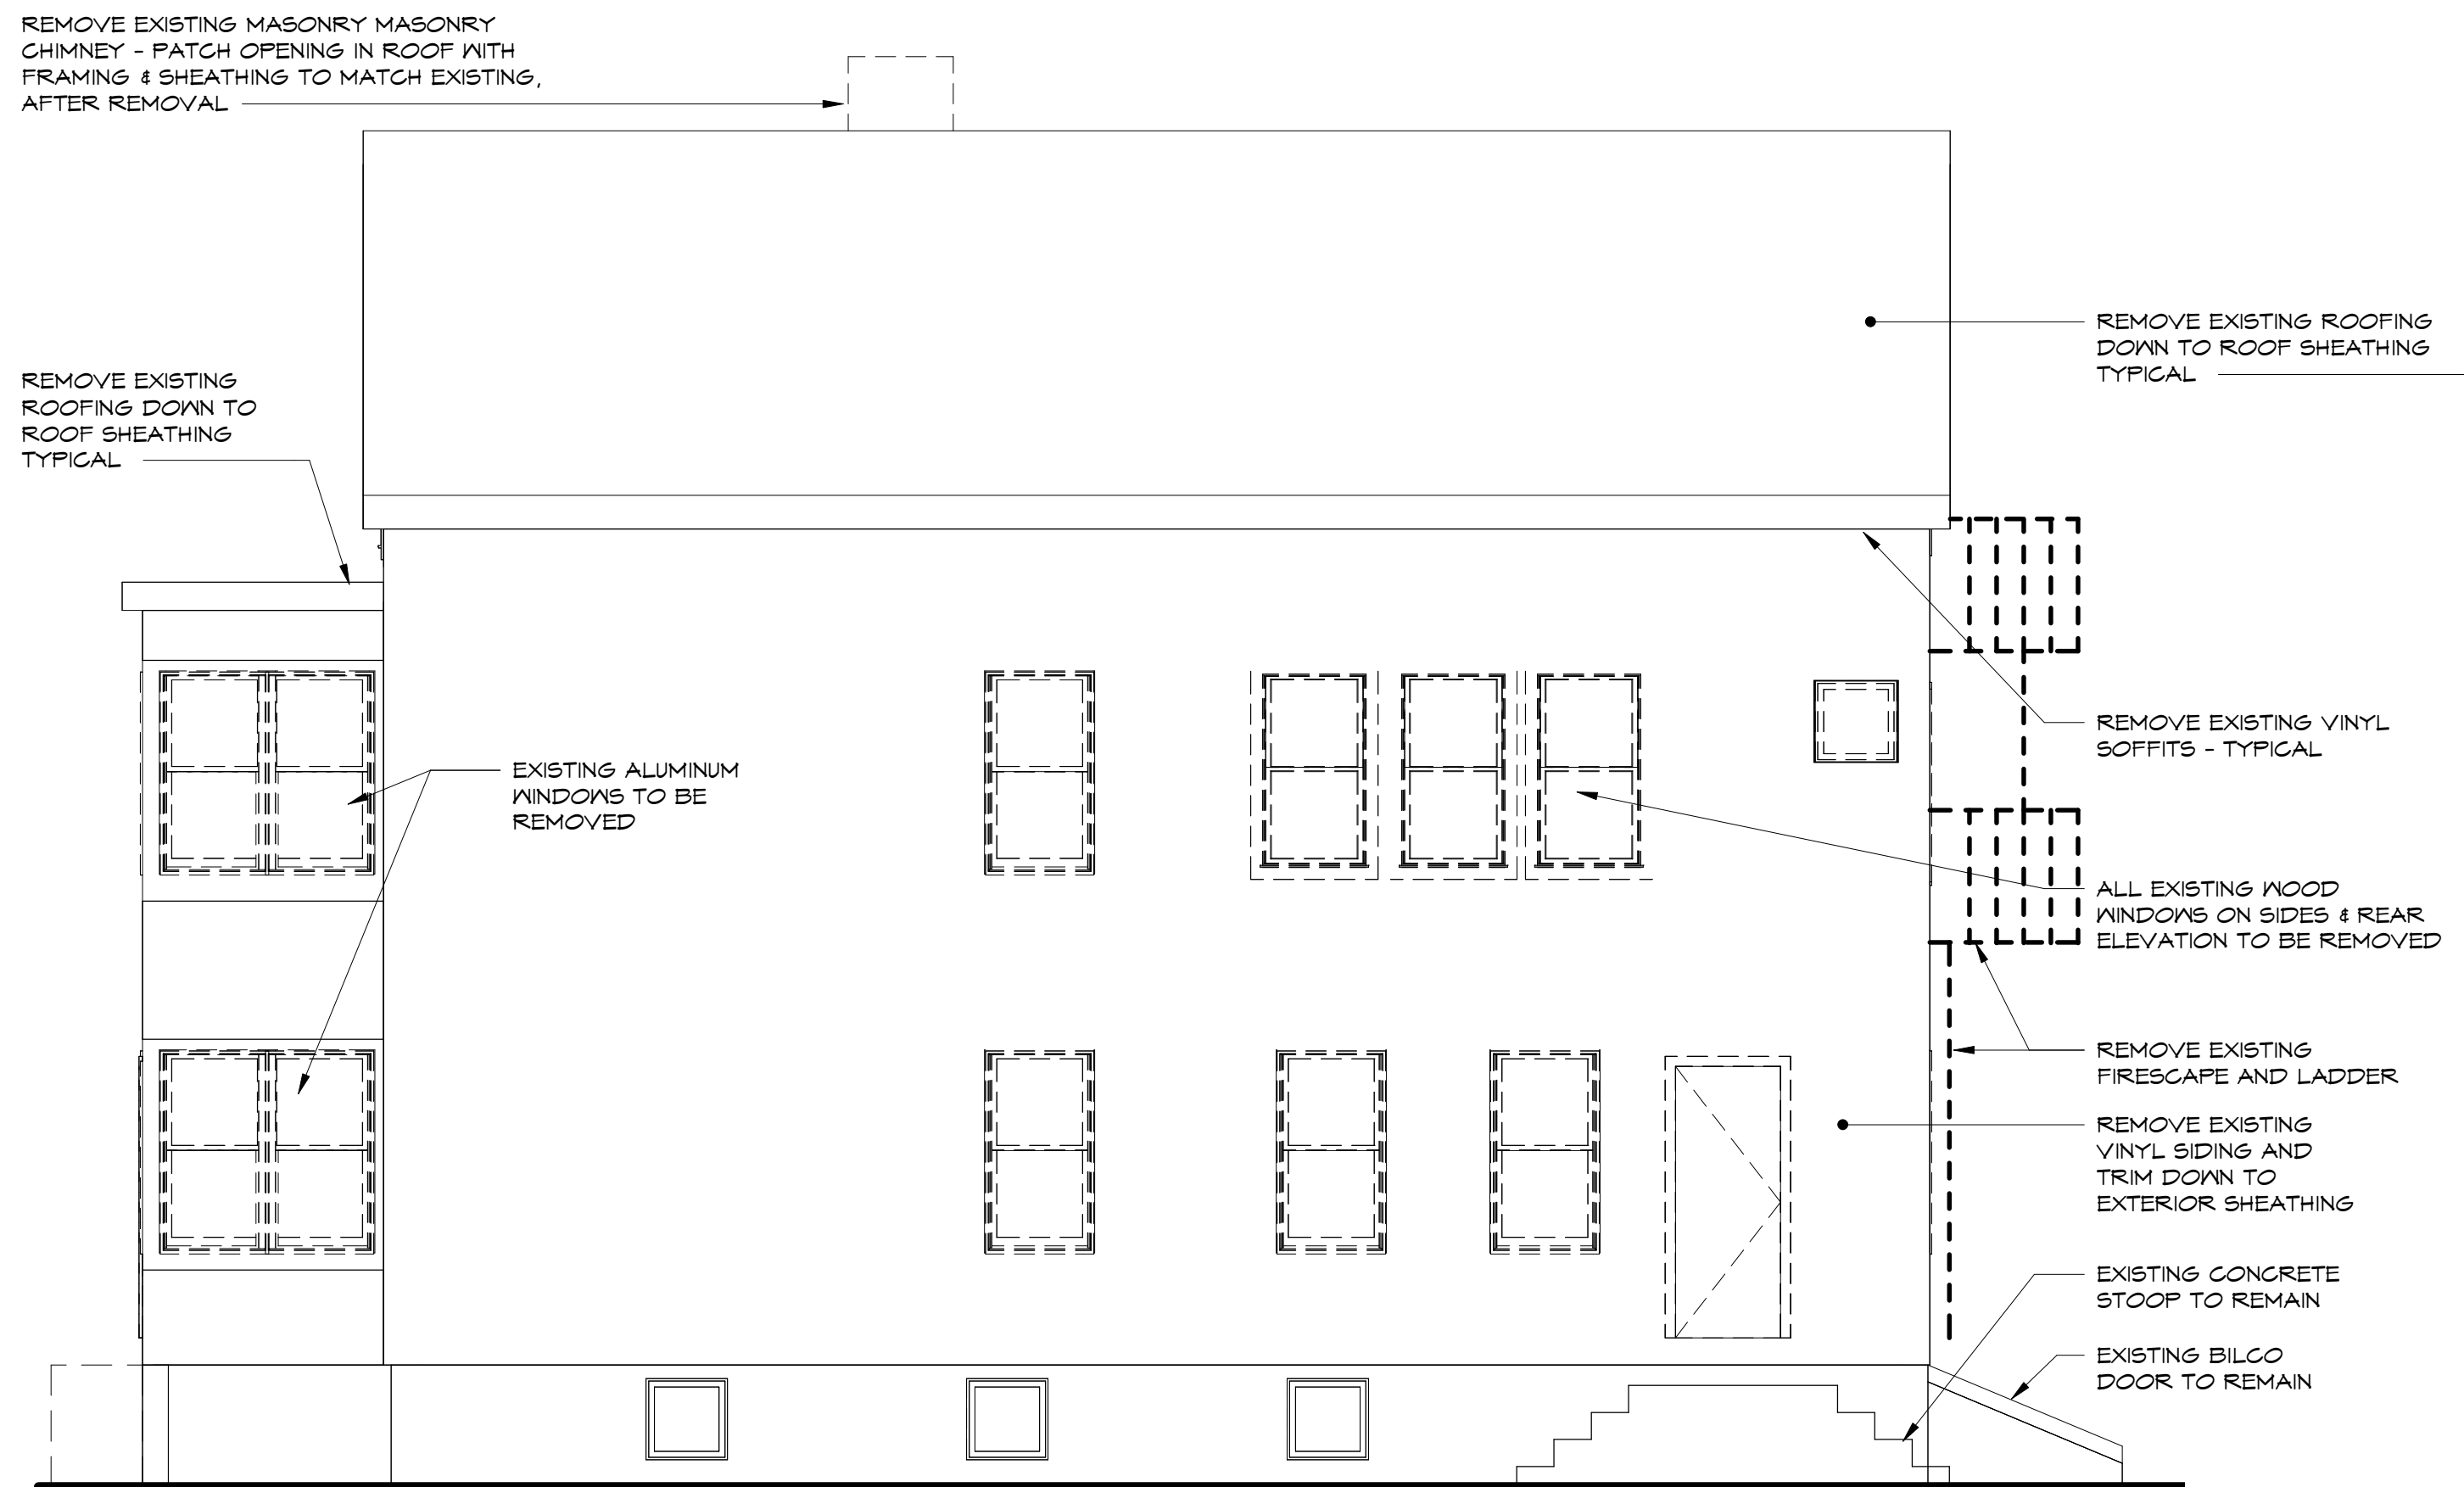 REMOVE EXISTING MASONRY MASONRY
CHIMNEY - PATCH OPENING IN ROOF WITH
FRAMING & SHEATHING TO MATCH EXISTING,
AFTER REMOVAL
REMOVE EXISTING
ROOFING DOWN TO
ROOF SHEATHING
TYPICAL
EXISTING ALUMINUM
WINDOWS TO BE
REMOVED
REMOVE EXISTING ROOFING
DOWN TO ROOF SHEATHING
TYPICAL
REMOVE EXISTING VINYL
SOFFITS - TYPICAL
ALL EXISTING WOOD
WINDOWS ON SIDES & REAR
ELEVATION TO BE REMOVED
REMOVE EXISTING
FIRESCAPE AND LADDER
REMOVE EXISTING
VINYL SIDING AND
TRIM DOWN TO
EXTERIOR SHEATHING
EXISTING CONCRETE
STOOP TO REMAIN
EXISTING BILCO
DOOR TO REMAIN